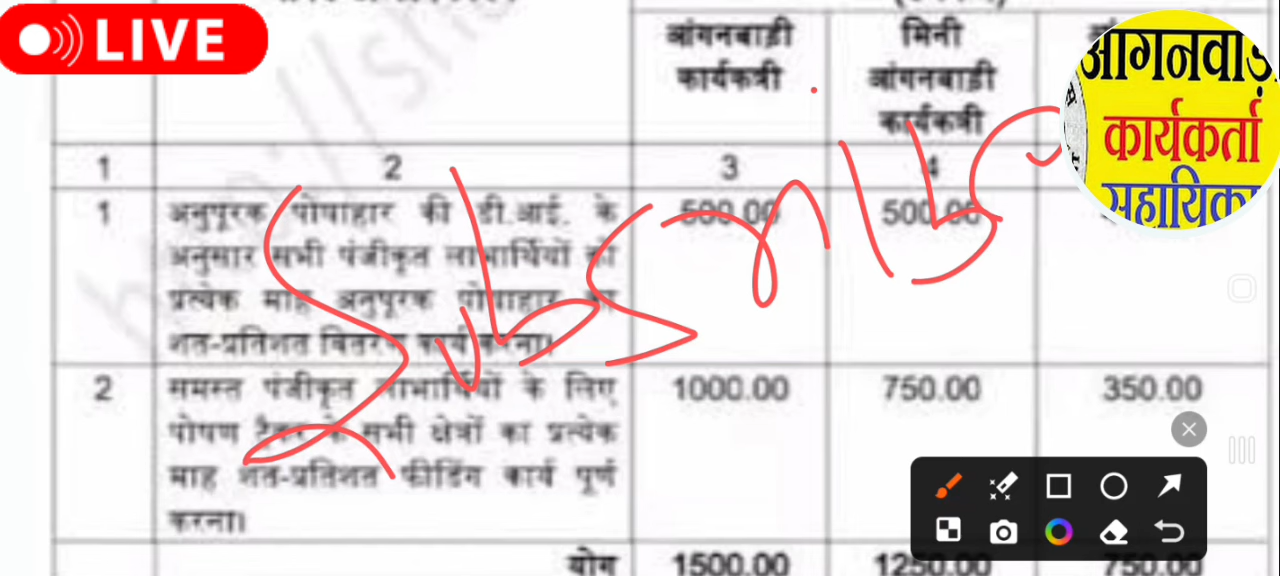 LIVE
आंगनबाड़ी
कार्यकत्री
मिनी
आंगनबाड़ी
कार्यकत्री
आंगनवाड़ी
कार्यकर्ता
सहायिका
1
2
3
4
1
अनुपूरक पोषाहार की डी.आई. के
अनुसार सभी पंजीकृत लाभार्थियों को
प्रत्येक माह अनुपूरक पोषाहार का
शत-प्रतिशत वितरण कार्य करना।
500.00
500.00
2
समस्त पंजीकृत लाभार्थियों के लिए
पोषण ट्रैकर के सभी क्षेत्रों का प्रत्येक
माह शत-प्रतिशत फीडिंग कार्य पूर्ण
करना।
1000.00
750.00
350.00
योग
1500.00
1250.00
750.00